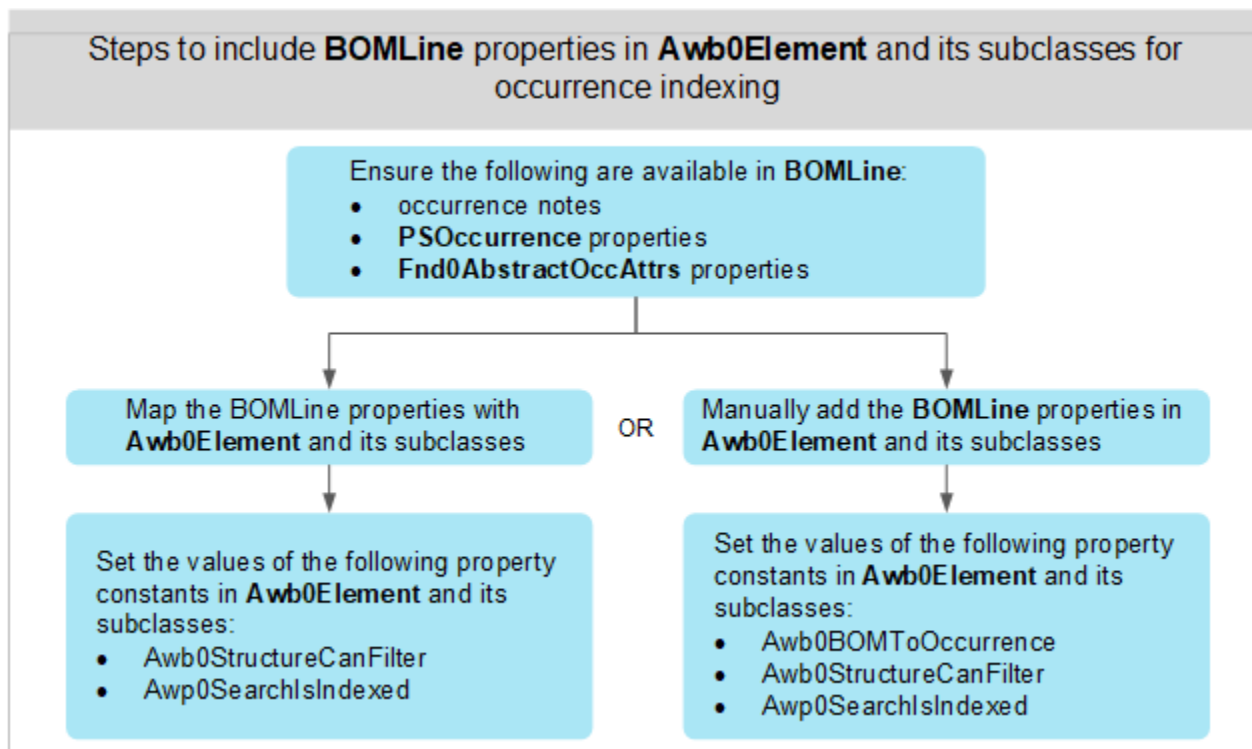 Steps to include BOMLine properties in Awb0Element and its subclasses for
occurrence indexing
Ensure the following are available in BOMLine:
• occurrence notes
• PSOccurrence properties
• Fnd0AbstractOccAttrs properties
Map the BOMLine properties with
Awb0Element and its subclasses
OR
Manually add the BOMLine properties in
Awb0Element and its subclasses
Set the values of the following property
constants in Awb0Element and its
subclasses:
• Awb0StructureCanFilter
• Awp0SearchIsIndexed
Set the values of the following property
constants in Awb0Element and its
subclasses:
• Awb0BOMToOccurrence
• Awb0StructureCanFilter
• Awp0SearchIsIndexed